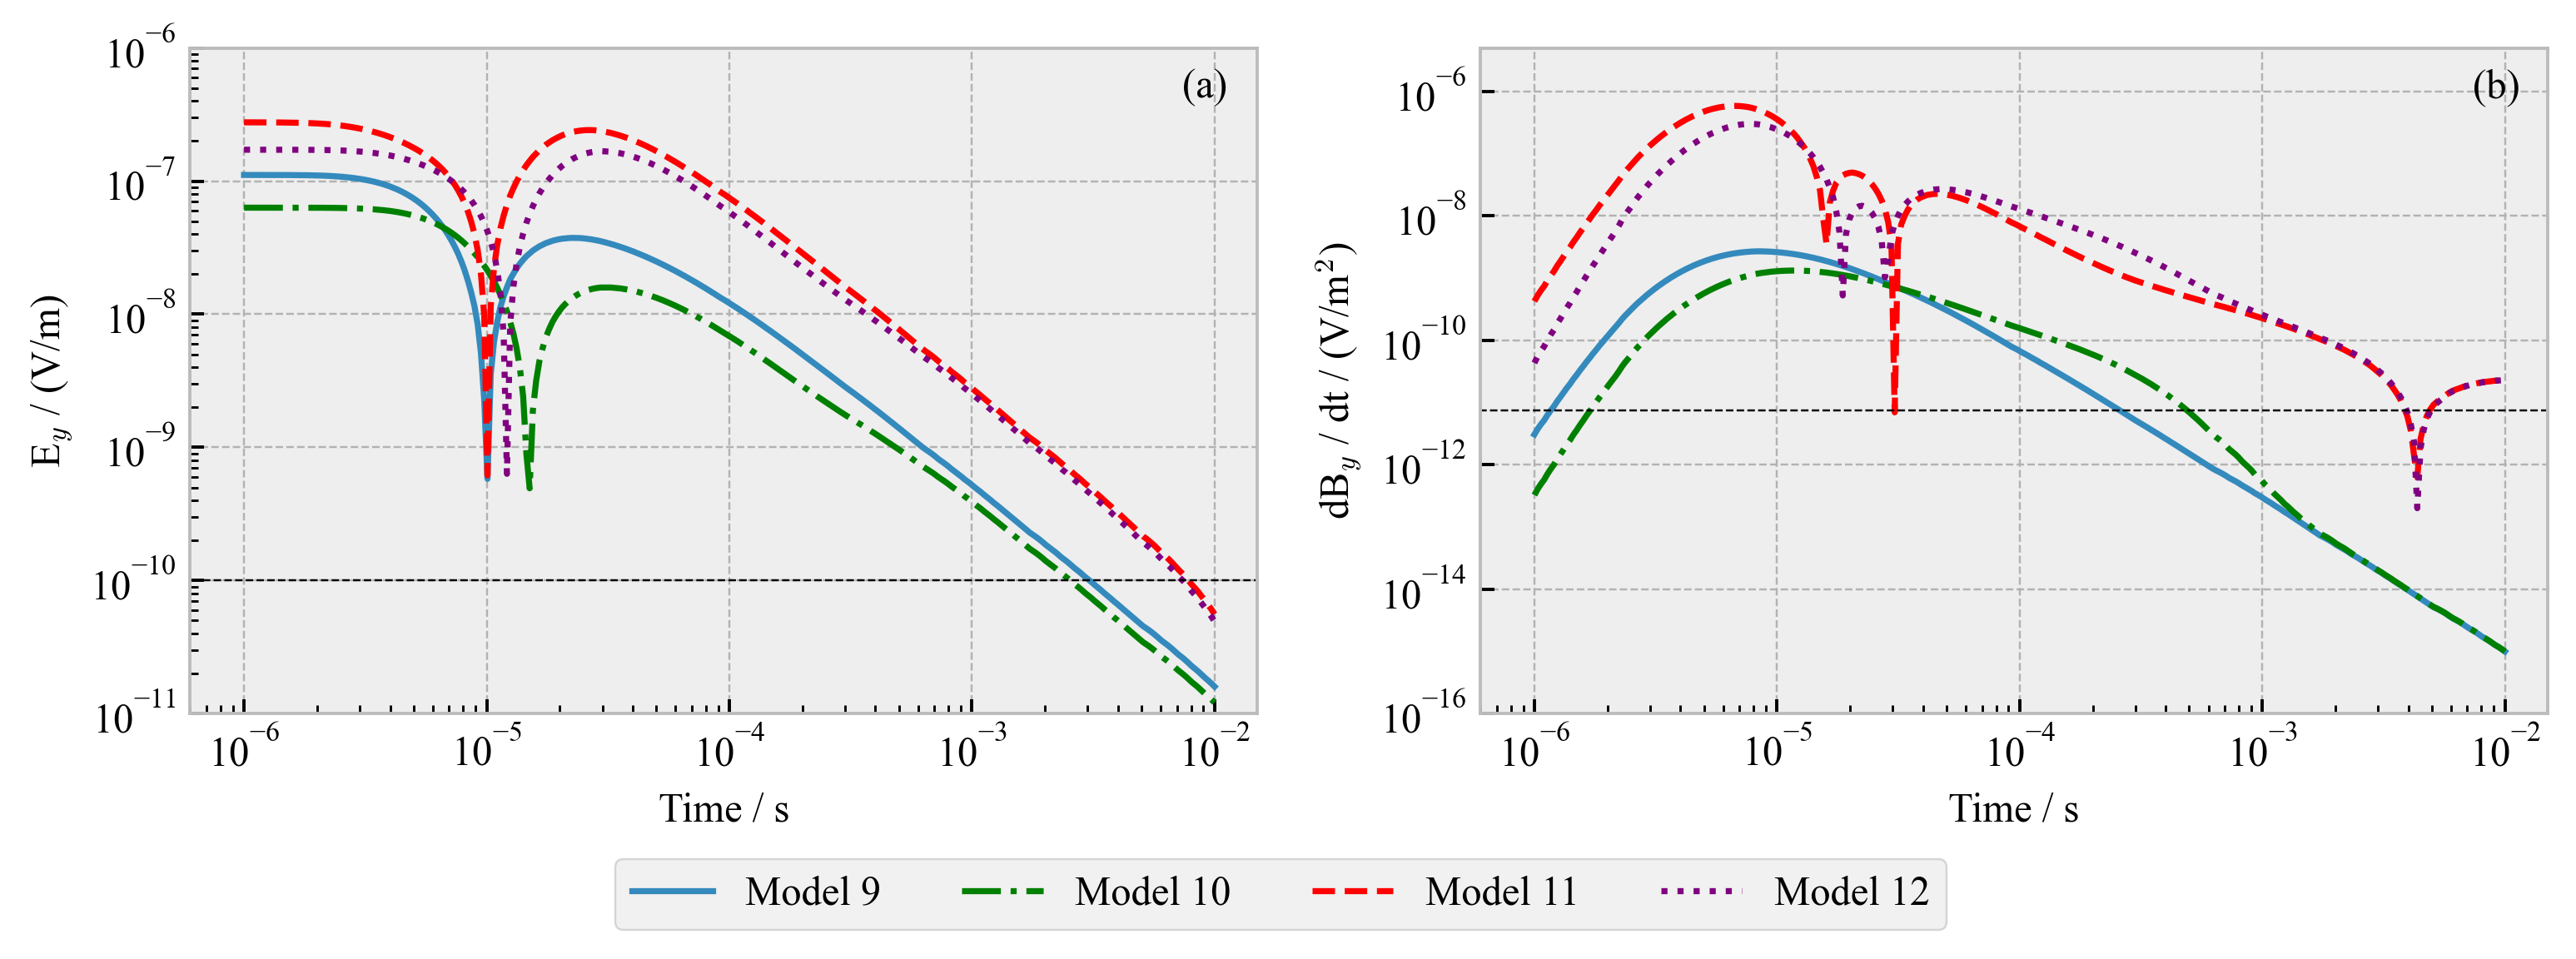 (a)
E_y / (V/m)
10^−6
10^−7
10^−8
10^−9
10^−10
10^−11
10^−6 10^−5 10^−4 10^−3 10^−2
Time / s
(b)
dB_y / dt / (V/m^2)
10^−6
10^−8
10^−10
10^−12
10^−14
10^−16
10^−6 10^−5 10^−4 10^−3 10^−2
Time / s
Model 9 Model 10 Model 11 Model 12